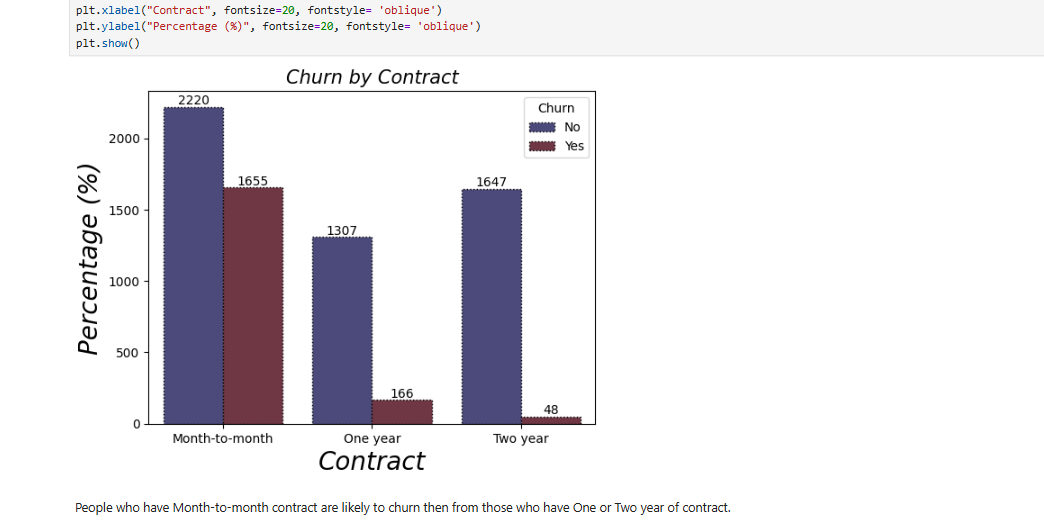 plt.xlabel("Contract", fontsize=20, fontstyle= 'oblique')
plt.ylabel("Percentage (%)", fontsize=20, fontstyle= 'oblique')
plt.show()
Churn by Contract
2220
Churn
No
Yes
2000
1655
1647
1500
1307
1000
500
166
48
0
Percentage (%)
Month-to-month
One year
Two year
Contract
People who have Month-to-month contract are likely to churn then from those who have One or Two year of contract.